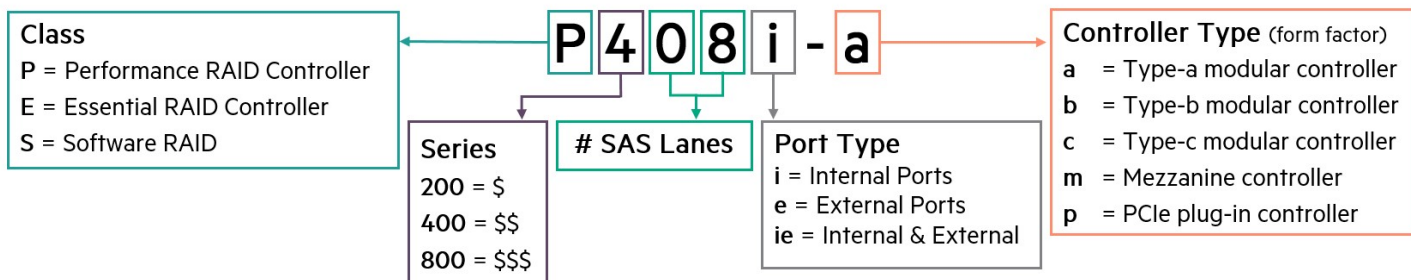 P408i-a
Class
P = Performance RAID Controller
E = Essential RAID Controller
S = Software RAID
Series
200 = $
400 = $$
800 = $$$
# SAS Lanes
Port Type
i = Internal Ports
e = External Ports
ie = Internal & External
Controller Type (form factor)
a = Type-a modular controller
b = Type-b modular controller
c = Type-c modular controller
m = Mezzanine controller
p = PCIe plug-in controller